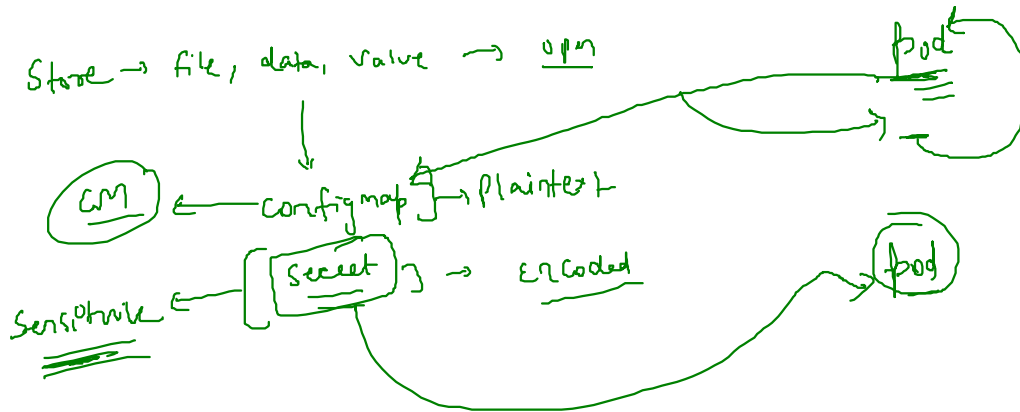 Store → file, data, value → open
pod
CM ← configmap → Plaintext
secret → encoded
pod
Sensitive